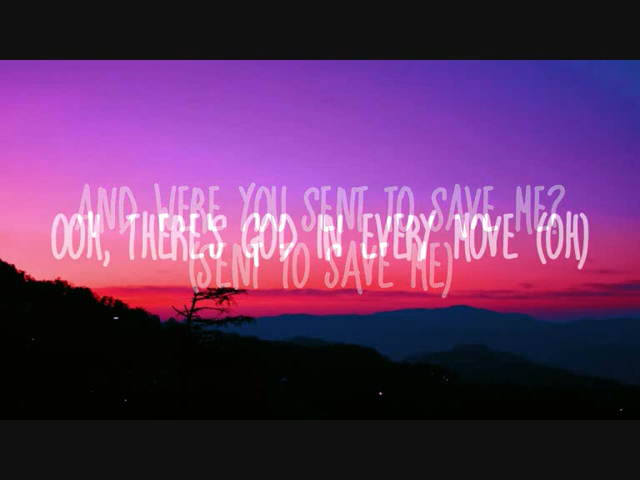 AND WERE YOU SENT TO SAVE ME?
OOH, THERE'S GOD IN EVERY MOVE (OH)
(SENT TO SAVE ME)